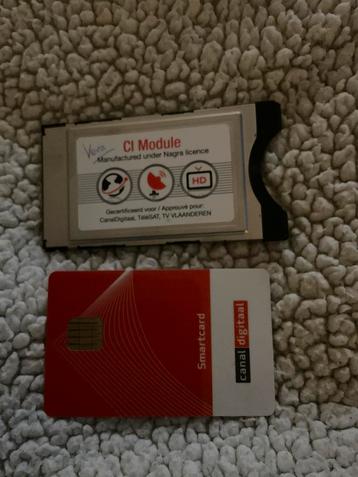 CI Module
Manufactured under Nagra licence
HD
Gecertificeerd voor / Approuvé pour:
CanalDigitaal, TéléSAT, TV VLAANDEREN
Smartcard
canal digitaal